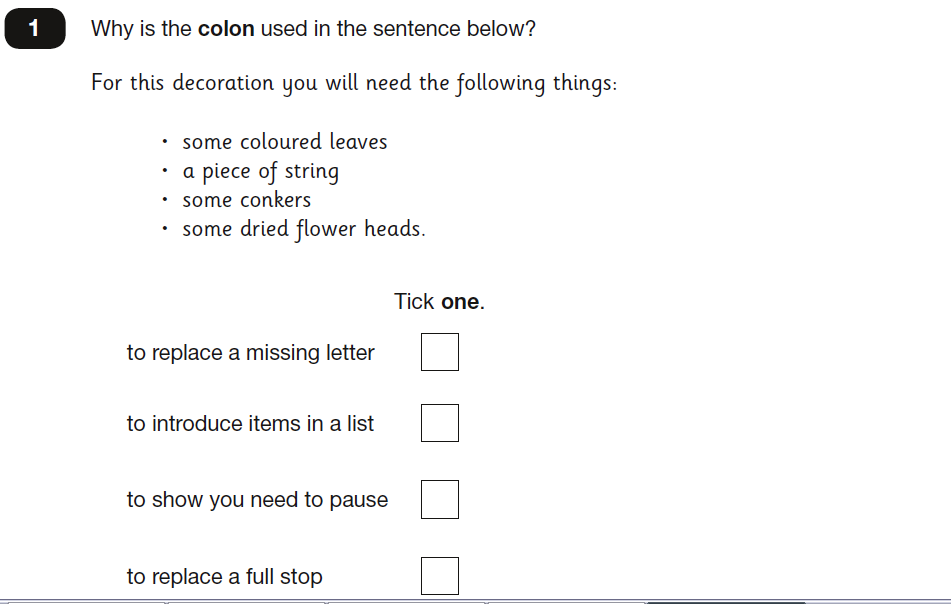 1 Why is the colon used in the sentence below?
For this decoration you will need the following things:
• some coloured leaves
• a piece of string
• some conkers
• some dried flower heads.
Tick one.
to replace a missing letter
to introduce items in a list
to show you need to pause
to replace a full stop